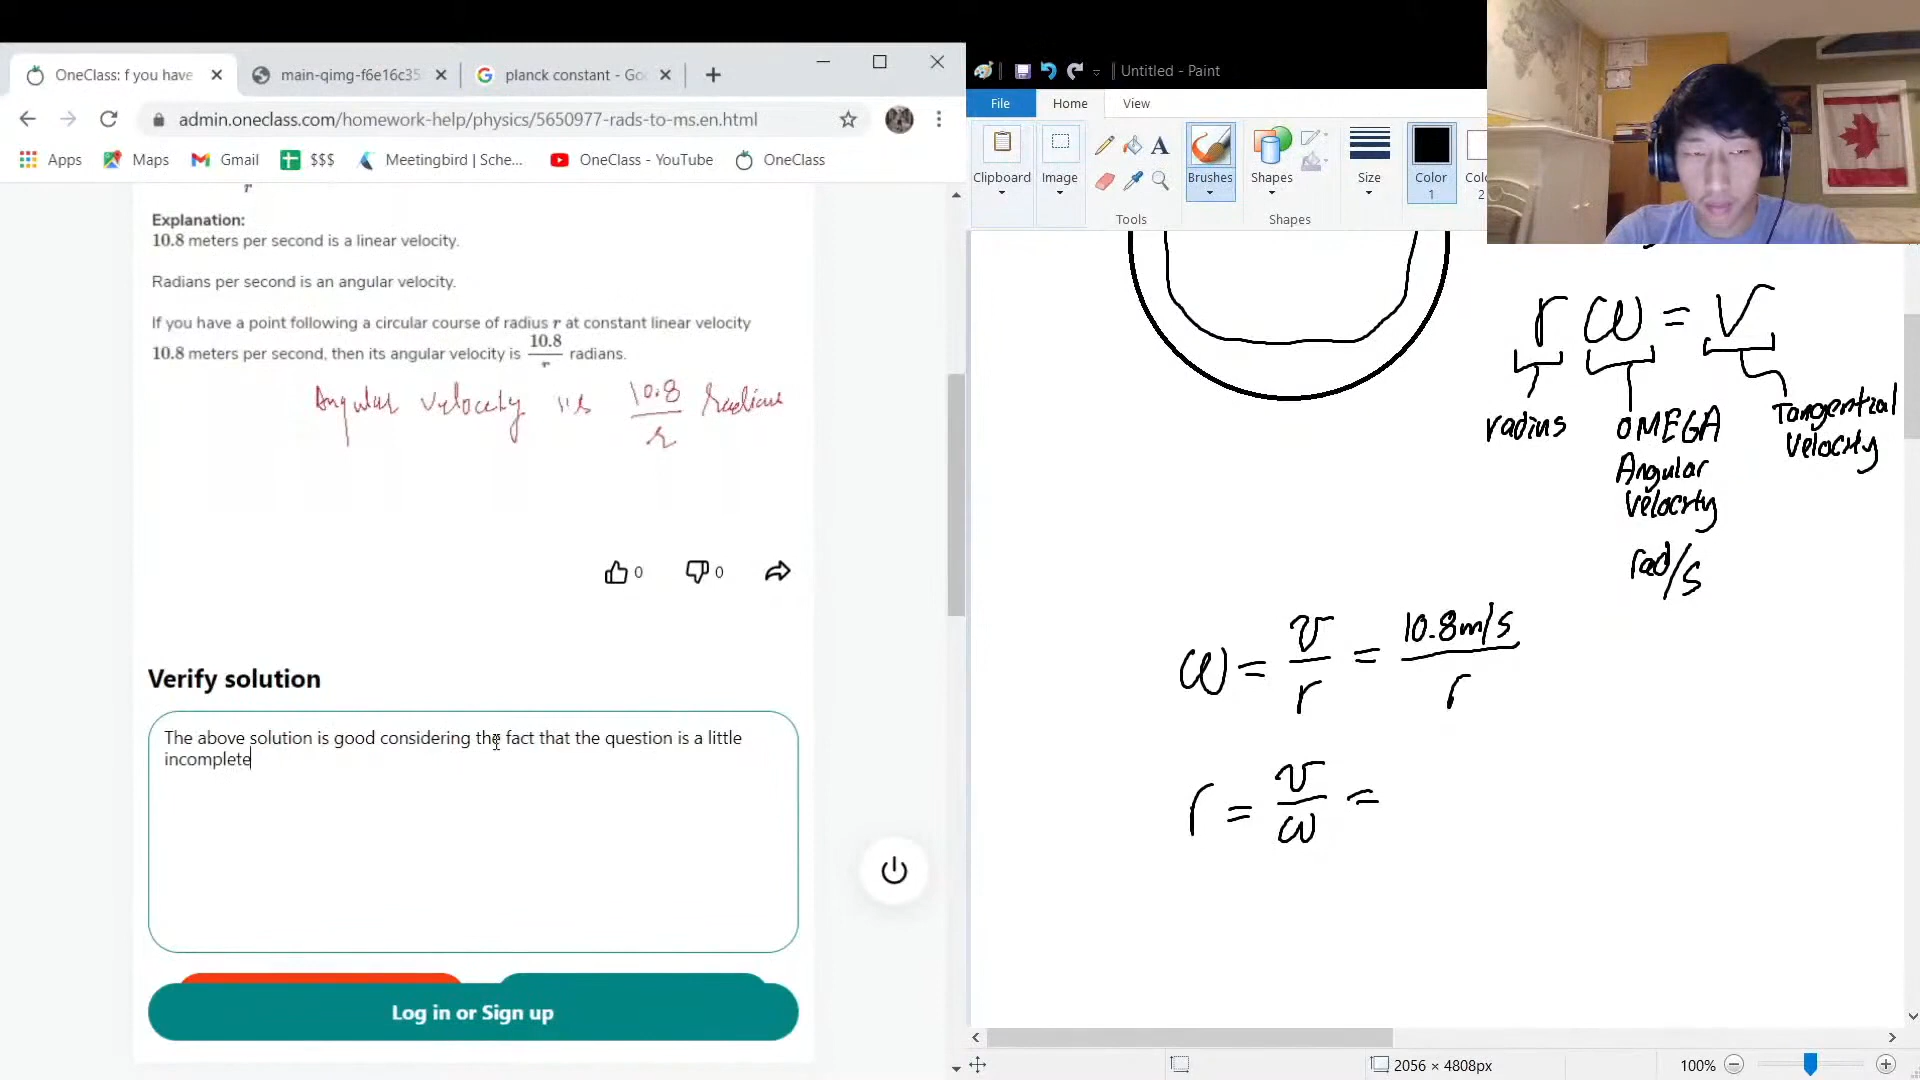 OneClass: f you have
main-qimg-f6e16c35
planck constant - Goo
Untitled - Paint
admin.oneclass.com/homework-help/physics/5650977-rads-to-ms.en.html
File
Home
View
Apps
Maps
Gmail
$$$
Meetingbird | Sche...
OneClass - YouTube
OneClass
Clipboard
Image
Tools
Brushes
Shapes
Shapes
Size
Color
1
2
r
Explanation:
10.8 meters per second is a linear velocity.
Radians per second is an angular velocity.
If you have a point following a circular course of radius r at constant linear velocity
10.8 meters per second, then its angular velocity is 10.8/r radians.
Angular velocity is 10.8/r radians
0
0
Verify solution
The above solution is good considering the fact that the question is a little
incomplete
Log in or Sign up
r ω = V
radius
OMEGA
Angular
velocity
rad/s
Tangential
velocity
ω = v/r = 10.8m/s / r
r = v/ω =
2056 × 4808px
100%